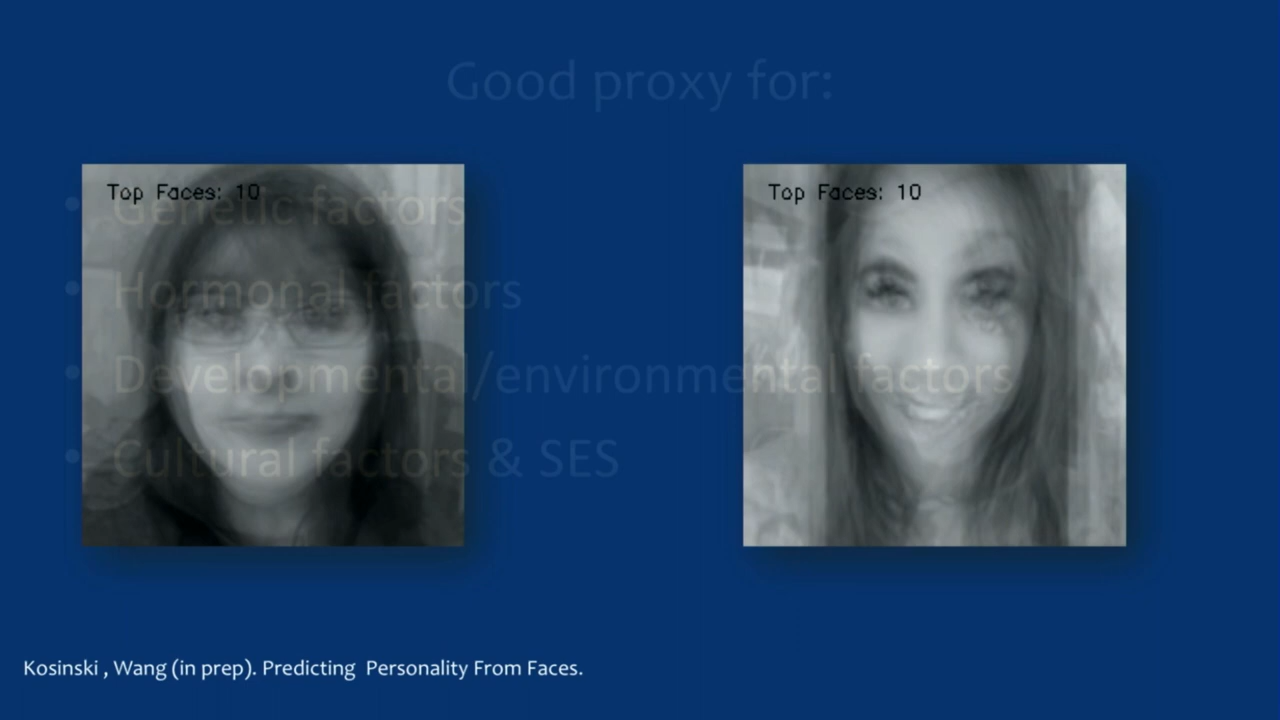 Good proxy for:
Top Faces: 10
Top Faces: 10
• Genetic factors
• Hormonal factors
• Developmental/environmental factors
• Cultural factors & SES
Kosinski , Wang (in prep). Predicting Personality From Faces.